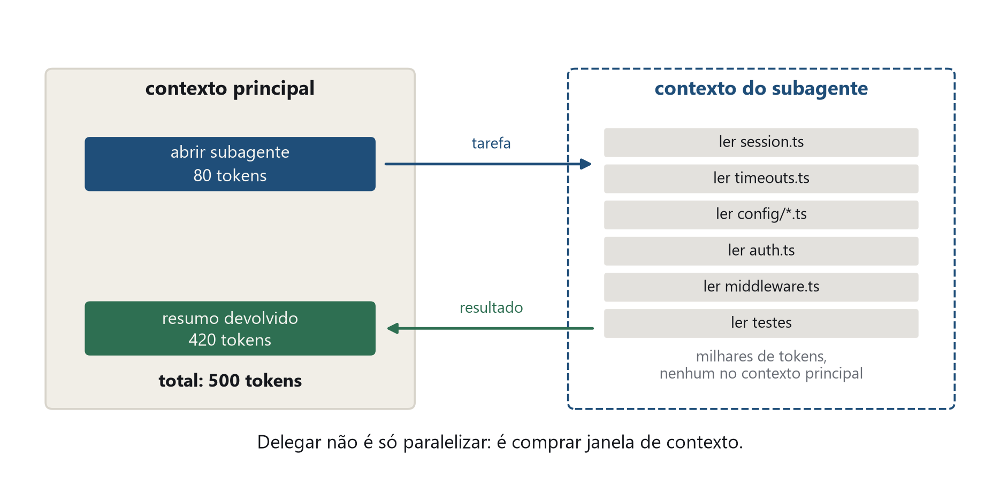 contexto principal
abrir subagente
80 tokens
resumo devolvido
420 tokens
total: 500 tokens
tarefa
resultado
contexto do subagente
ler session.ts
ler timeouts.ts
ler config/*.ts
ler auth.ts
ler middleware.ts
ler testes
milhares de tokens,
nenhum no contexto principal
Delegar não é só paralelizar: é comprar janela de contexto.